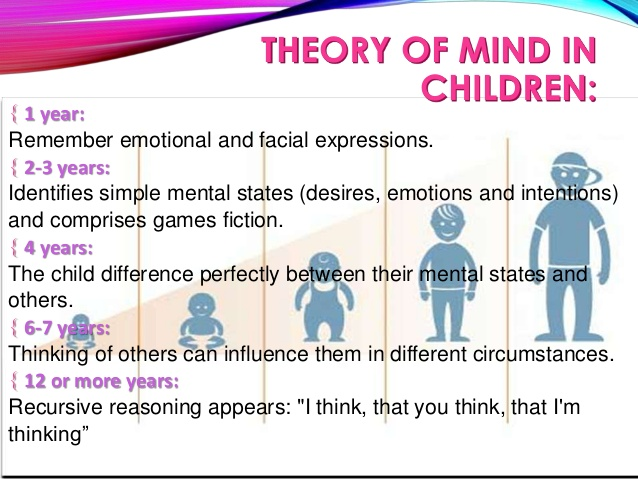 THEORY OF MIND IN
CHILDREN:
1 year:
Remember emotional and facial expressions.
2-3 years:
Identifies simple mental states (desires, emotions and intentions)
and comprises games fiction.
4 years:
The child difference perfectly between their mental states and
others.
6-7 years:
Thinking of others can influence them in different circumstances.
12 or more years:
Recursive reasoning appears: "I think, that you think, that I'm
thinking”